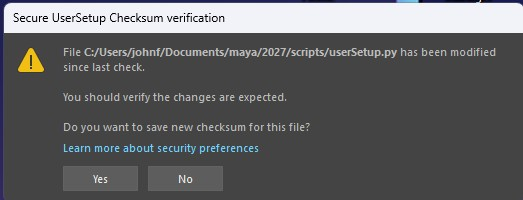 Secure UserSetup Checksum verification
File C:/Users/johnf/Documents/maya/2027/scripts/userSetup.py has been modified
since last check.
You should verify the changes are expected.
Do you want to save new checksum for this file?
Learn more about security preferences
Yes No